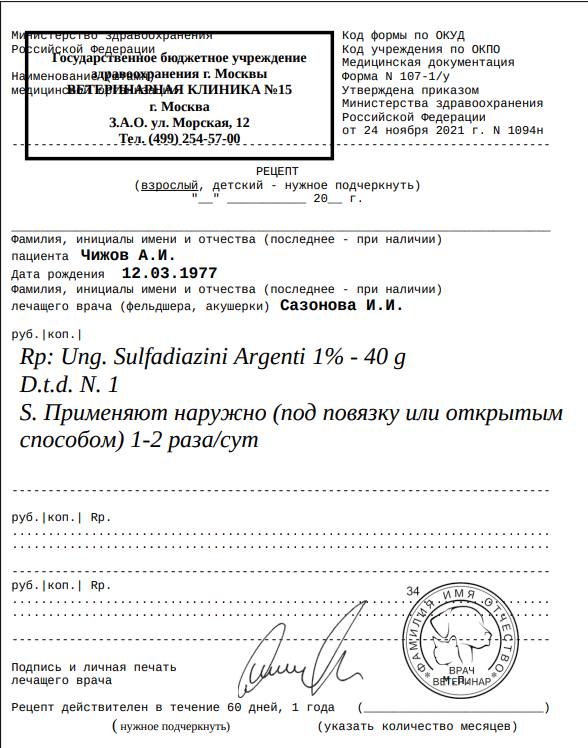 Министерство здравоохранения
Российской Федерации
Наименование (штамп)
медицинской организации
Государственное бюджетное учреждение
здравоохранения г. Москвы
ВЕТЕРИНАРНАЯ КЛИНИКА №15
г. Москва
З.А.О. ул. Морская, 12
Тел. (499) 254-57-00
Код формы по ОКУД
Код учреждения по ОКПО
Медицинская документация
Форма N 107-1/у
Утверждена приказом
Министерства здравоохранения
Российской Федерации
от 24 ноября 2021 г. N 1094н
РЕЦЕПТ
(взрослый, детский - нужное подчеркнуть)
"__" ___________ 20__ г.
Фамилия, инициалы имени и отчества (последнее - при наличии)
пациента Чижов А.И.
Дата рождения 12.03.1977
Фамилия, инициалы имени и отчества (последнее - при наличии)
лечащего врача (фельдшера, акушерки) Сазонова И.И.
руб.|коп.|
Rp: Ung. Sulfadiazini Argenti 1% - 40 g
D.t.d. N. 1
S. Применяют наружно (под повязку или открытым
способом) 1-2 раза/сут
руб.|коп.| Rp.
руб.|коп.| Rp.
34
ФАМИЛИЯ ИМЯ ОТЧЕСТВО
ВРАЧ
ВЕТЕРИНАР
М.П.
Подпись и личная печать
лечащего врача
Рецепт действителен в течение 60 дней, 1 года (_________________________)
( нужное подчеркнуть) (указать количество месяцев)